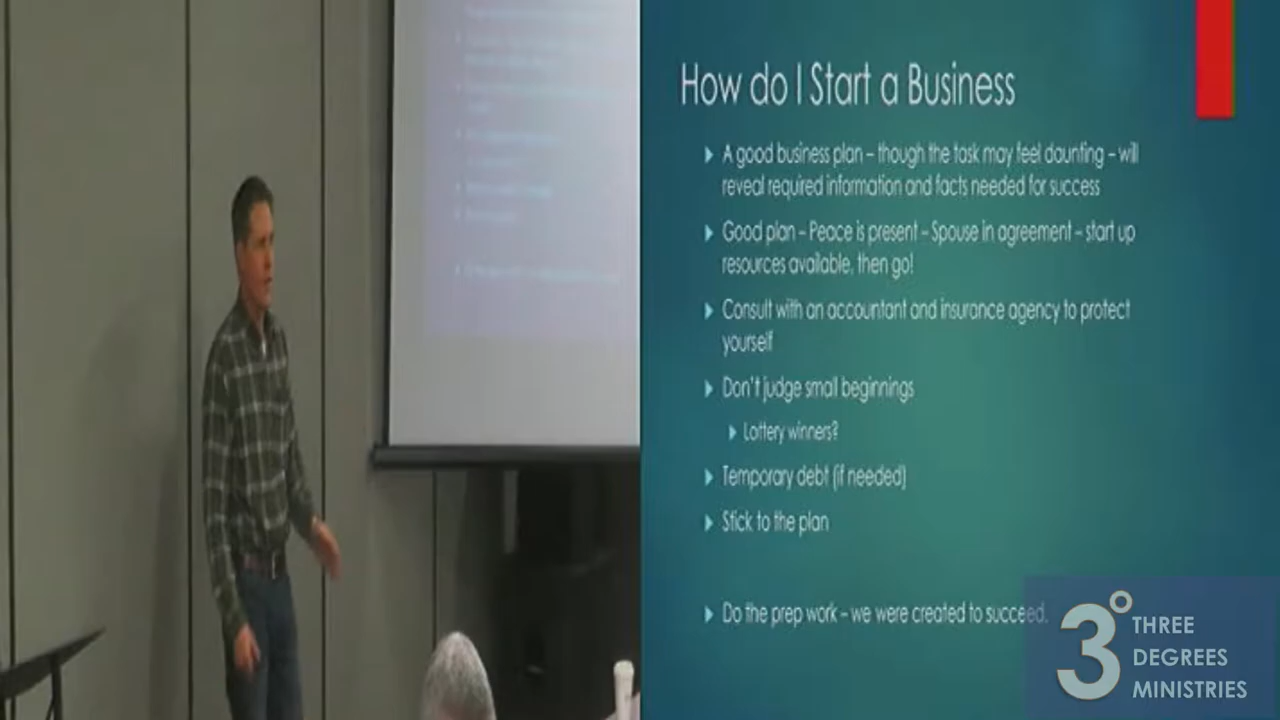 How do I Start a Business
A good business plan – though the task may feel daunting – will
reveal required information and facts needed for success
Good plan – Peace is present – Spouse in agreement – start up
resources available, then go!
Consult with an accountant and insurance agency to protect
yourself
Don't judge small beginnings
Lottery winners?
Temporary debt (if needed)
Stick to the plan
Do the prep work – we were created to succeed.
3° THREE
DEGREES
MINISTRIES